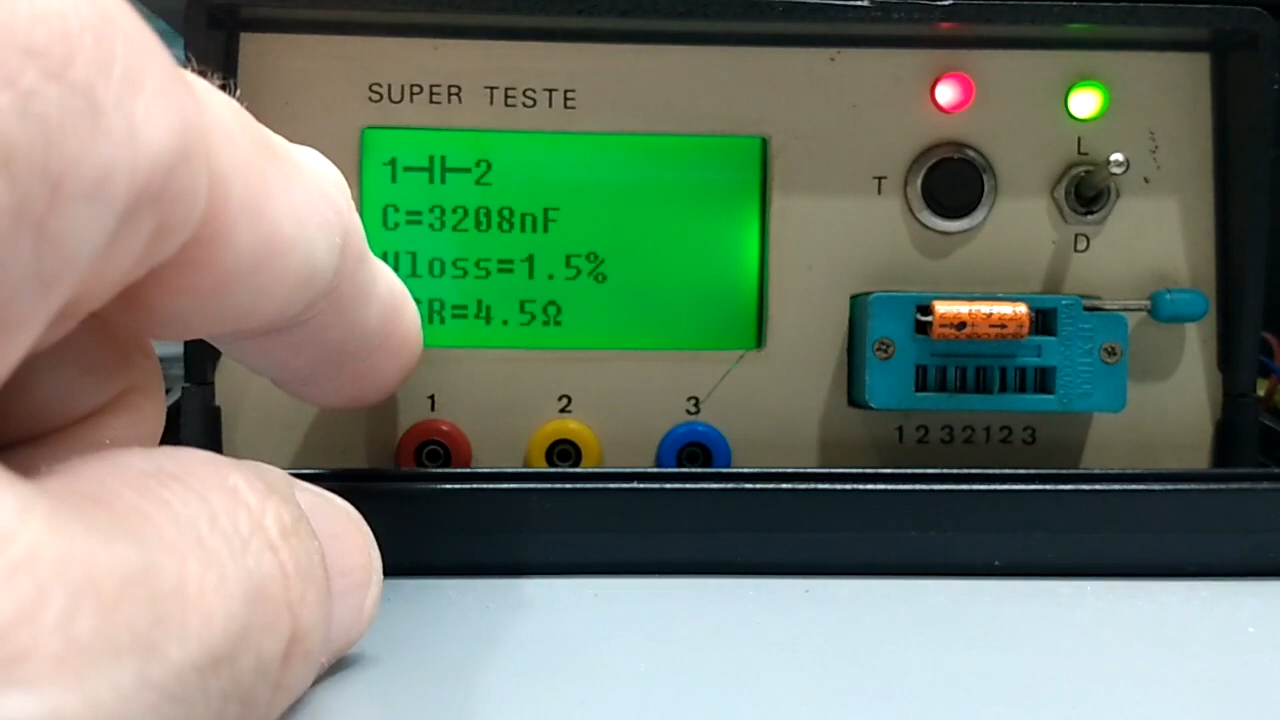 SUPER TESTE
1 2
C=3208nF
Vloss=1.5%
R=4.5Ω
T
L
D
1 2 3
1 2 3 2 1 2 3